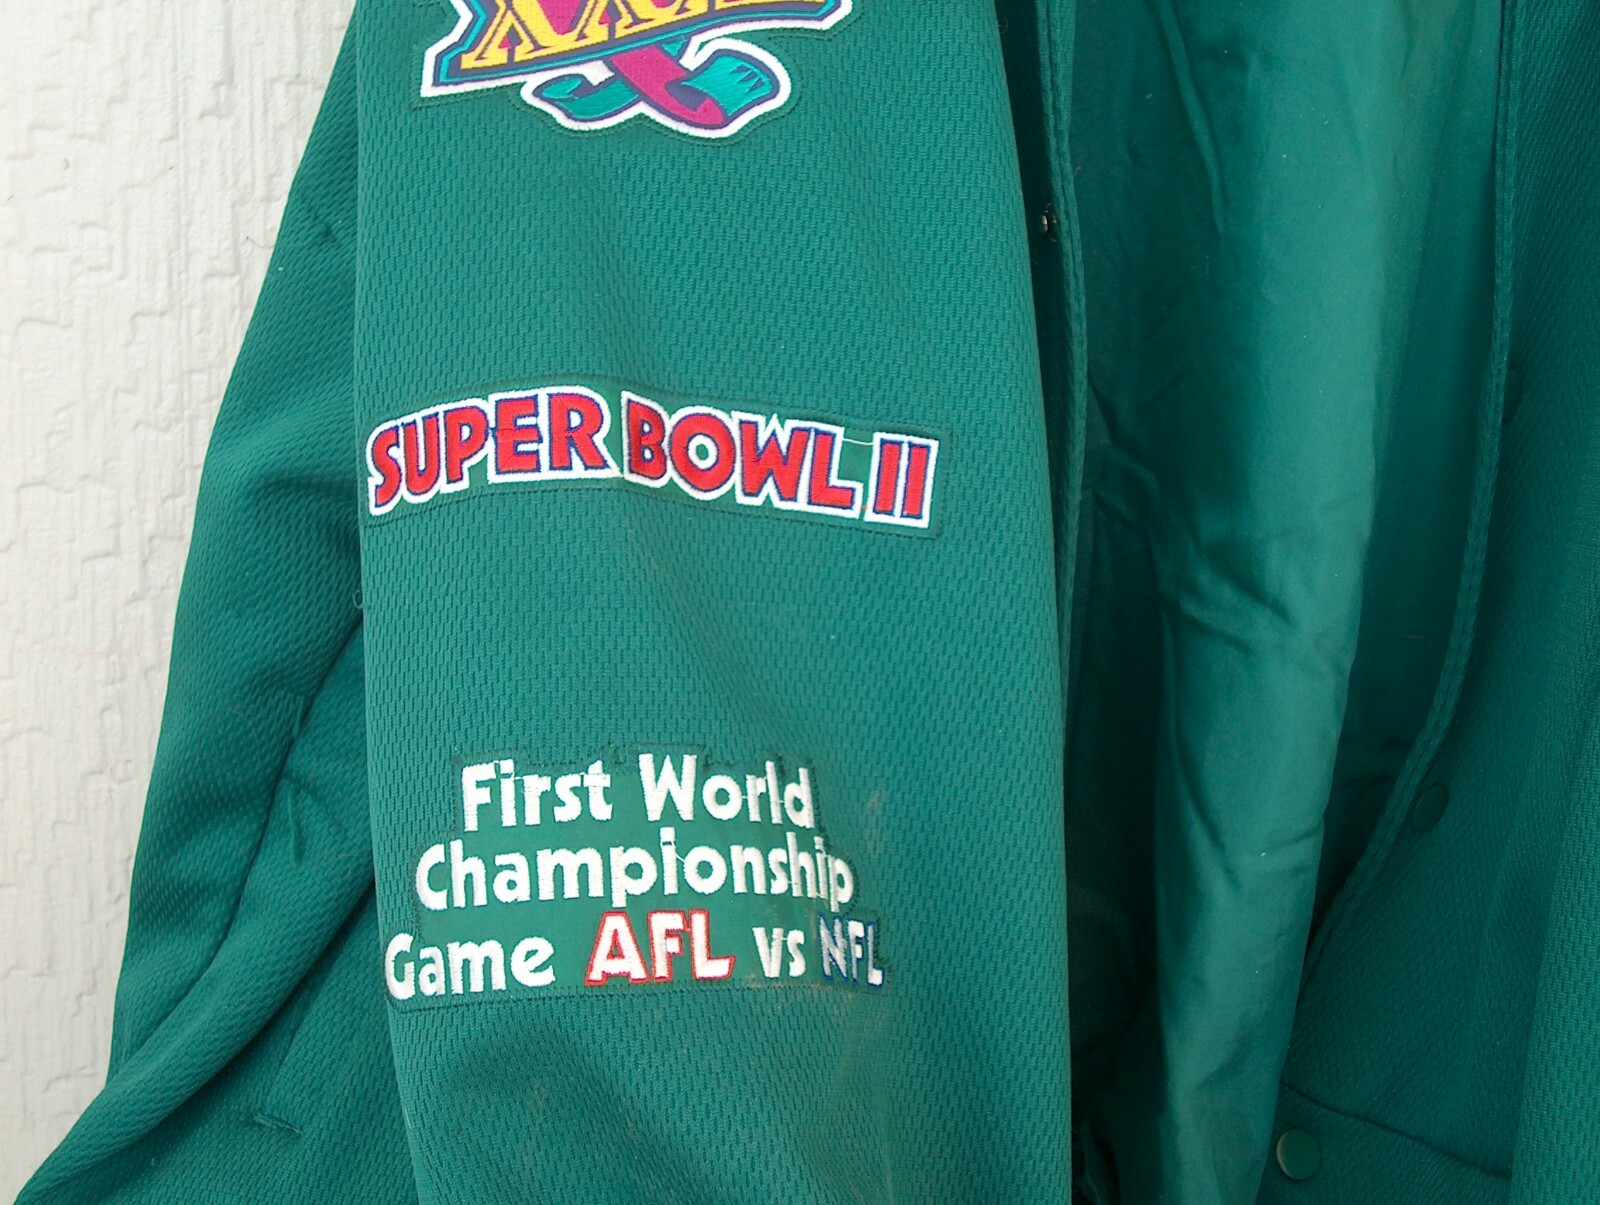 SUPER BOWL II
First World
Championship
Game AFL vs NFL